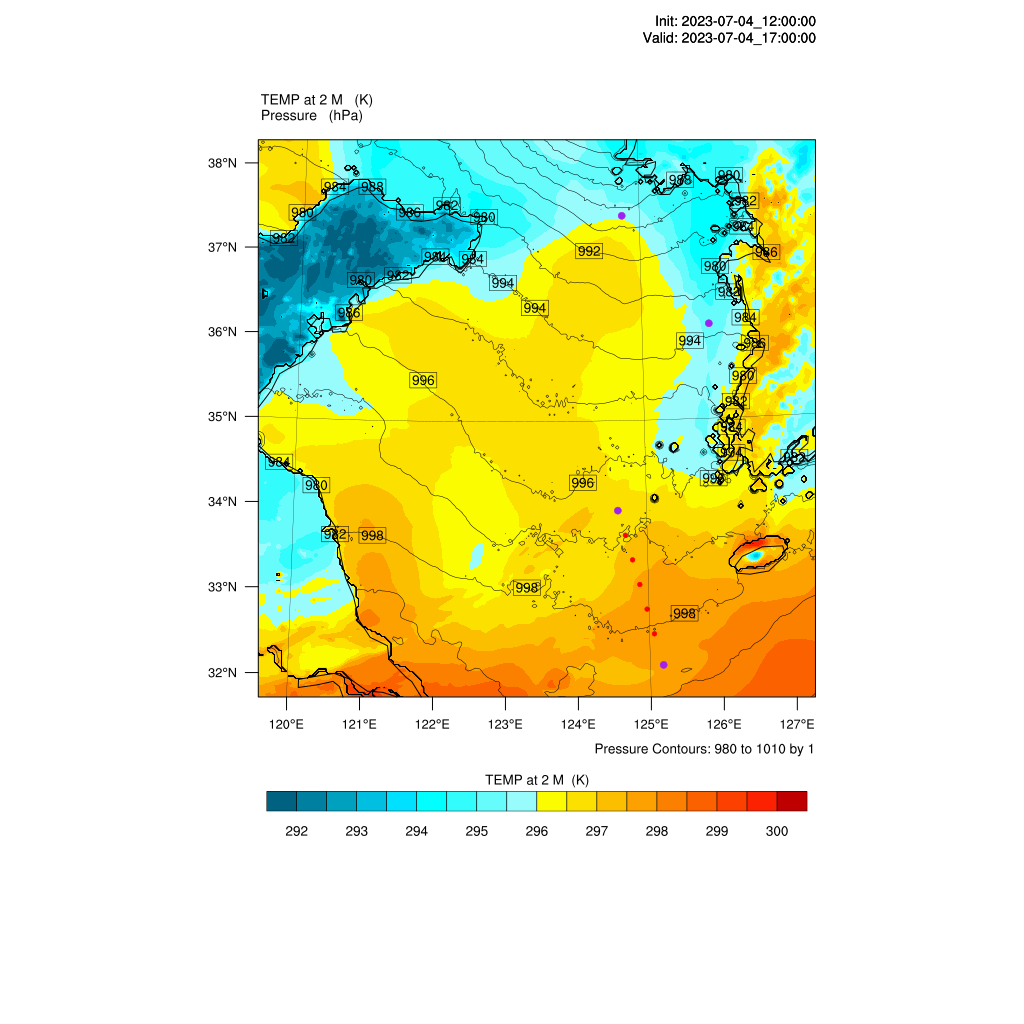 Init: 2023-07-04_12:00:00
Valid: 2023-07-04_17:00:00
TEMP at 2 M (K)
Pressure (hPa)
38°N
37°N
36°N
35°N
34°N
33°N
32°N
984 988
980 986 982 980
982
984
980 982
986
994
994
992
996
996
994
998
998
998
984
980
982
988
980
982
984
986
980
982
984
986
980
982
984
994
982
120°E 121°E 122°E 123°E 124°E 125°E 126°E 127°E
Pressure Contours: 980 to 1010 by 1
TEMP at 2 M (K)
292 293 294 295 296 297 298 299 300